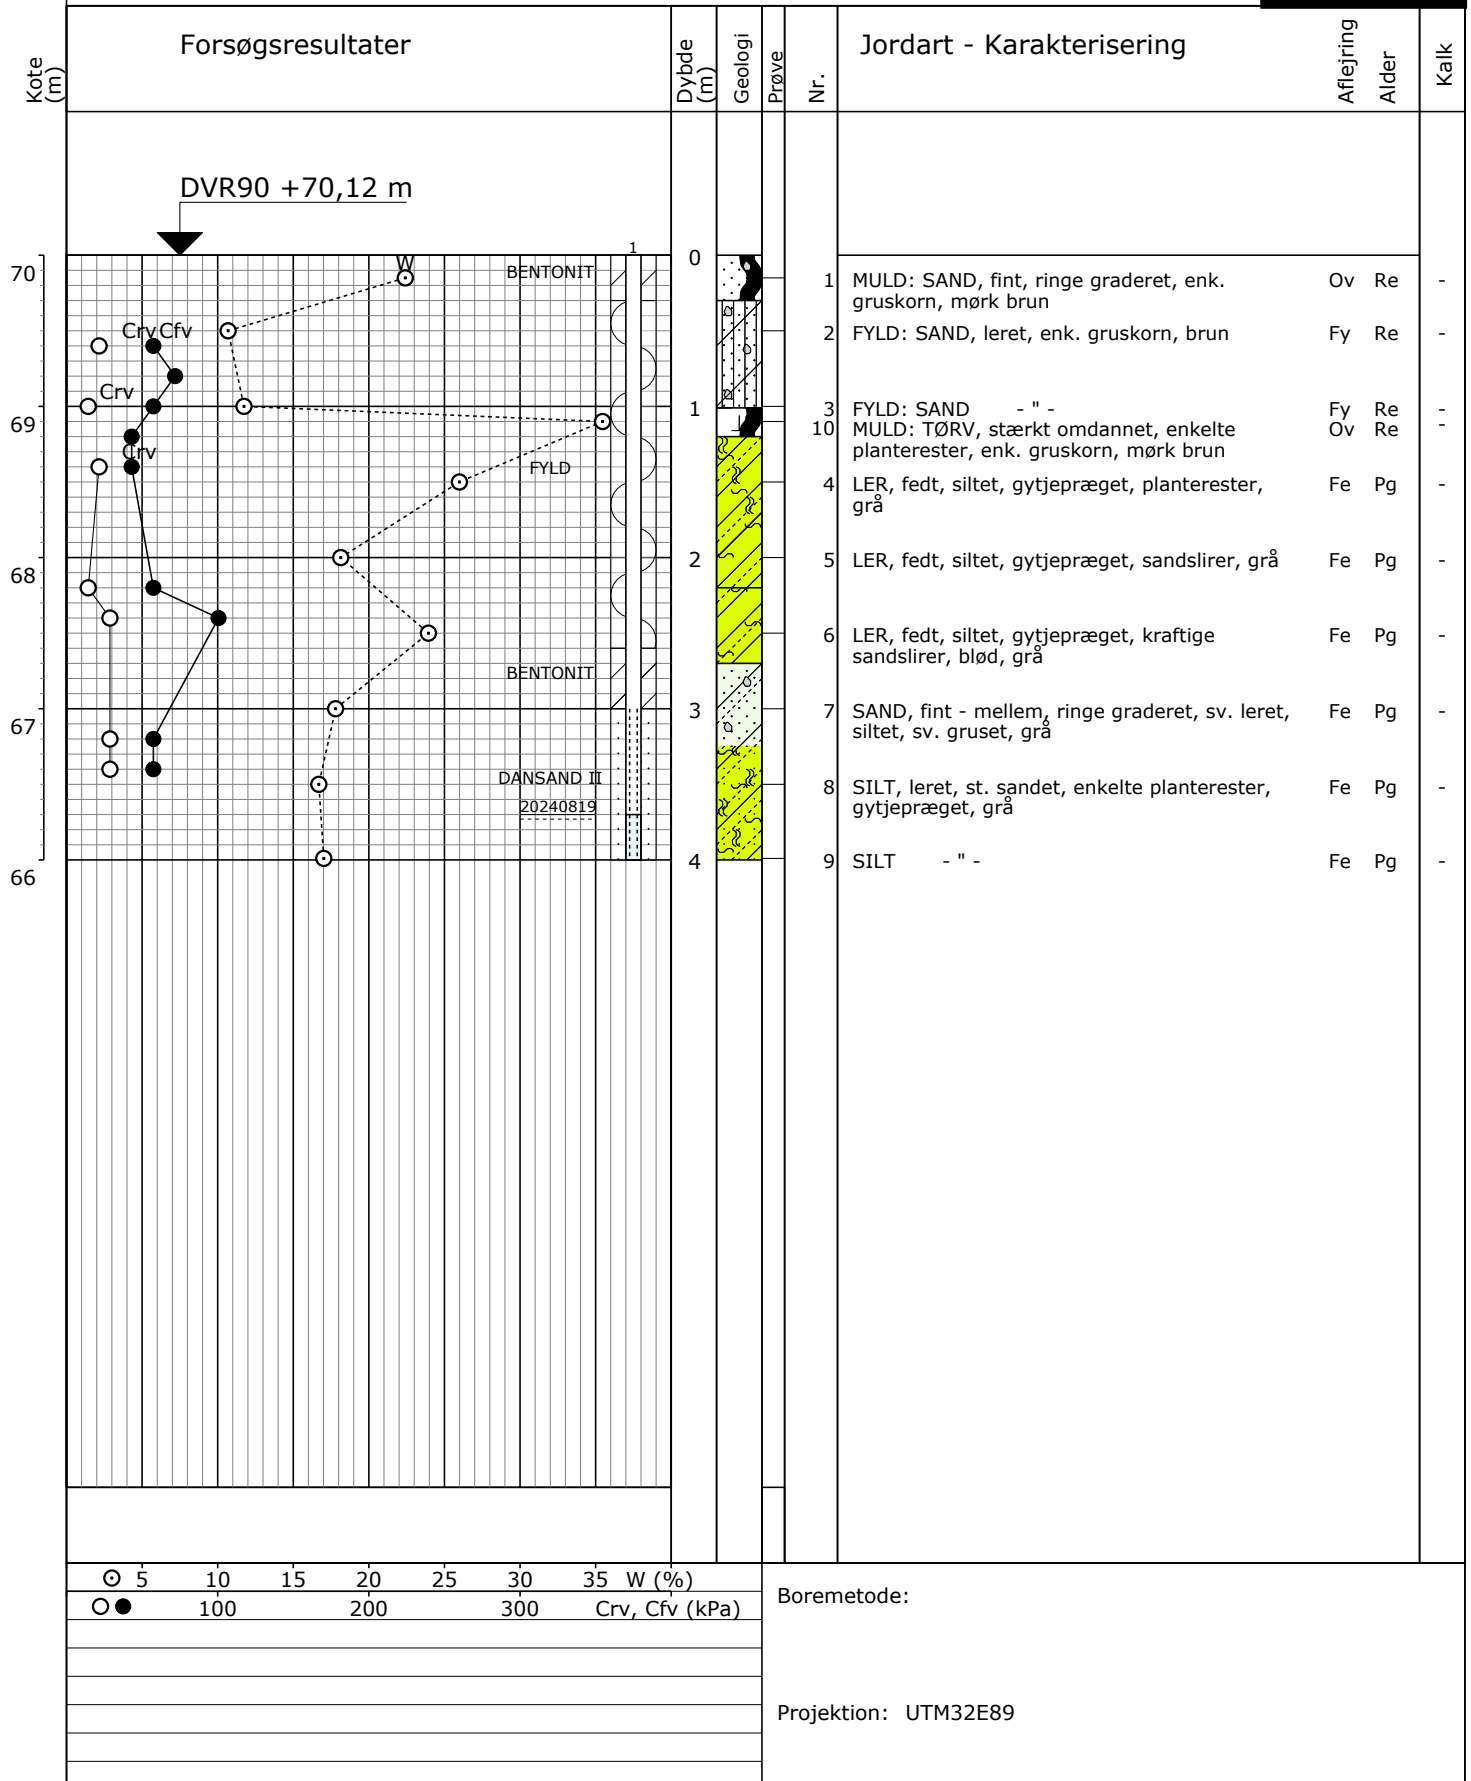 Kote (m)
Forsøgsresultater
Dybde (m)
Geologi
Prøve
Nr.
Jordart - Karakterisering
Aflejring
Alder
Kalk
DVR90 +70,12 m
1
W
BENTONIT
70
0
1 MULD: SAND, fint, ringe graderet, enk. Ov Re -
gruskorn, mørk brun
Crv Cfv
2 FYLD: SAND, leret, enk. gruskorn, brun Fy Re -
Crv
69
1
3 FYLD: SAND - " - Fy Re -
10 MULD: TØRV, stærkt omdannet, enkelte Ov Re -
planterester, enk. gruskorn, mørk brun
Crv
FYLD
4 LER, fedt, siltet, gytjepræget, planterester, Fe Pg -
grå
68
2
5 LER, fedt, siltet, gytjepræget, sandslirer, grå Fe Pg -
6 LER, fedt, siltet, gytjepræget, kraftige Fe Pg -
sandslirer, blød, grå
BENTONIT
67
3
7 SAND, fint - mellem, ringe graderet, sv. leret, Fe Pg -
siltet, sv. gruset, grå
DANSAND II
20240819
8 SILT, leret, st. sandet, enkelte planterester, Fe Pg -
gytjepræget, grå
66
4
9 SILT - " - Fe Pg -
5 10 15 20 25 30 35 W (%)
100 200 300 Crv, Cfv (kPa)
Boremetode:
Projektion: UTM32E89